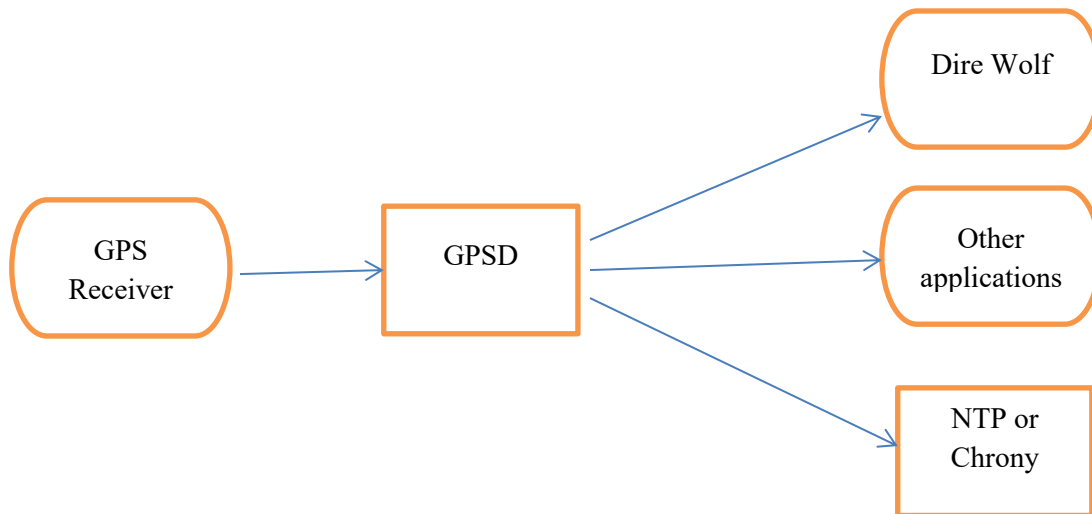 Dire Wolf
GPS
Receiver
GPSD
Other
applications
NTP or
Chrony